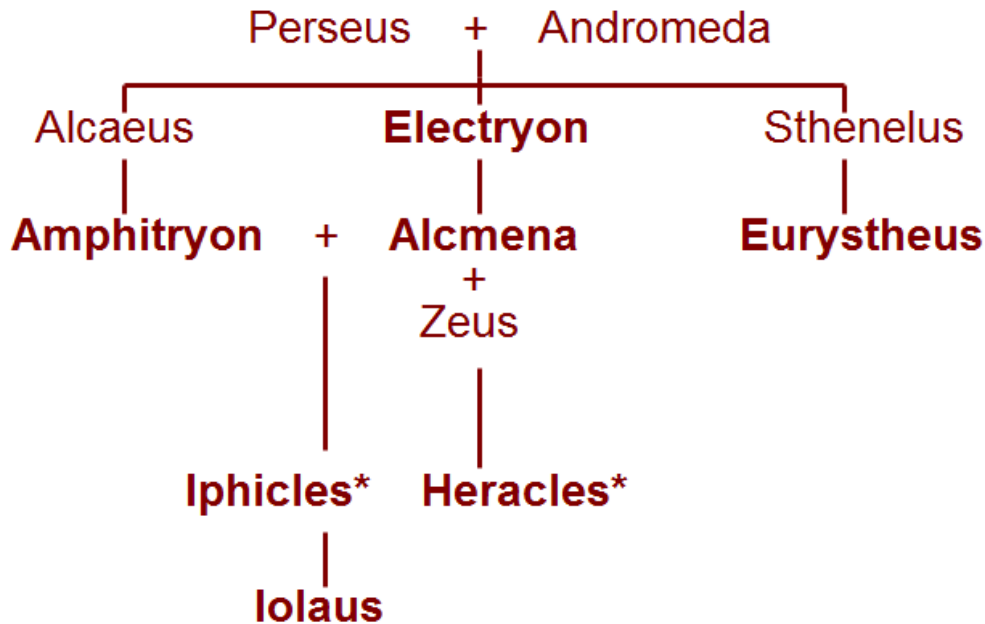 Perseus + Andromeda
Alcaeus Electryon Sthenelus
Amphitryon + Alcmena Eurystheus
+
Zeus
Iphicles* Heracles*
Iolaus